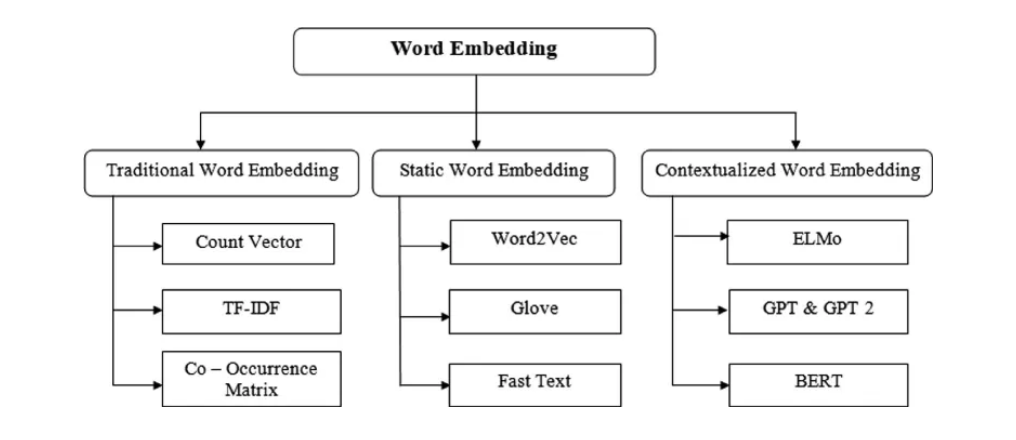 Word Embedding
Traditional Word Embedding
Static Word Embedding
Contextualized Word Embedding
Count Vector
Word2Vec
ELMo
TF-IDF
Glove
GPT & GPT 2
Co – Occurrence
Matrix
Fast Text
BERT